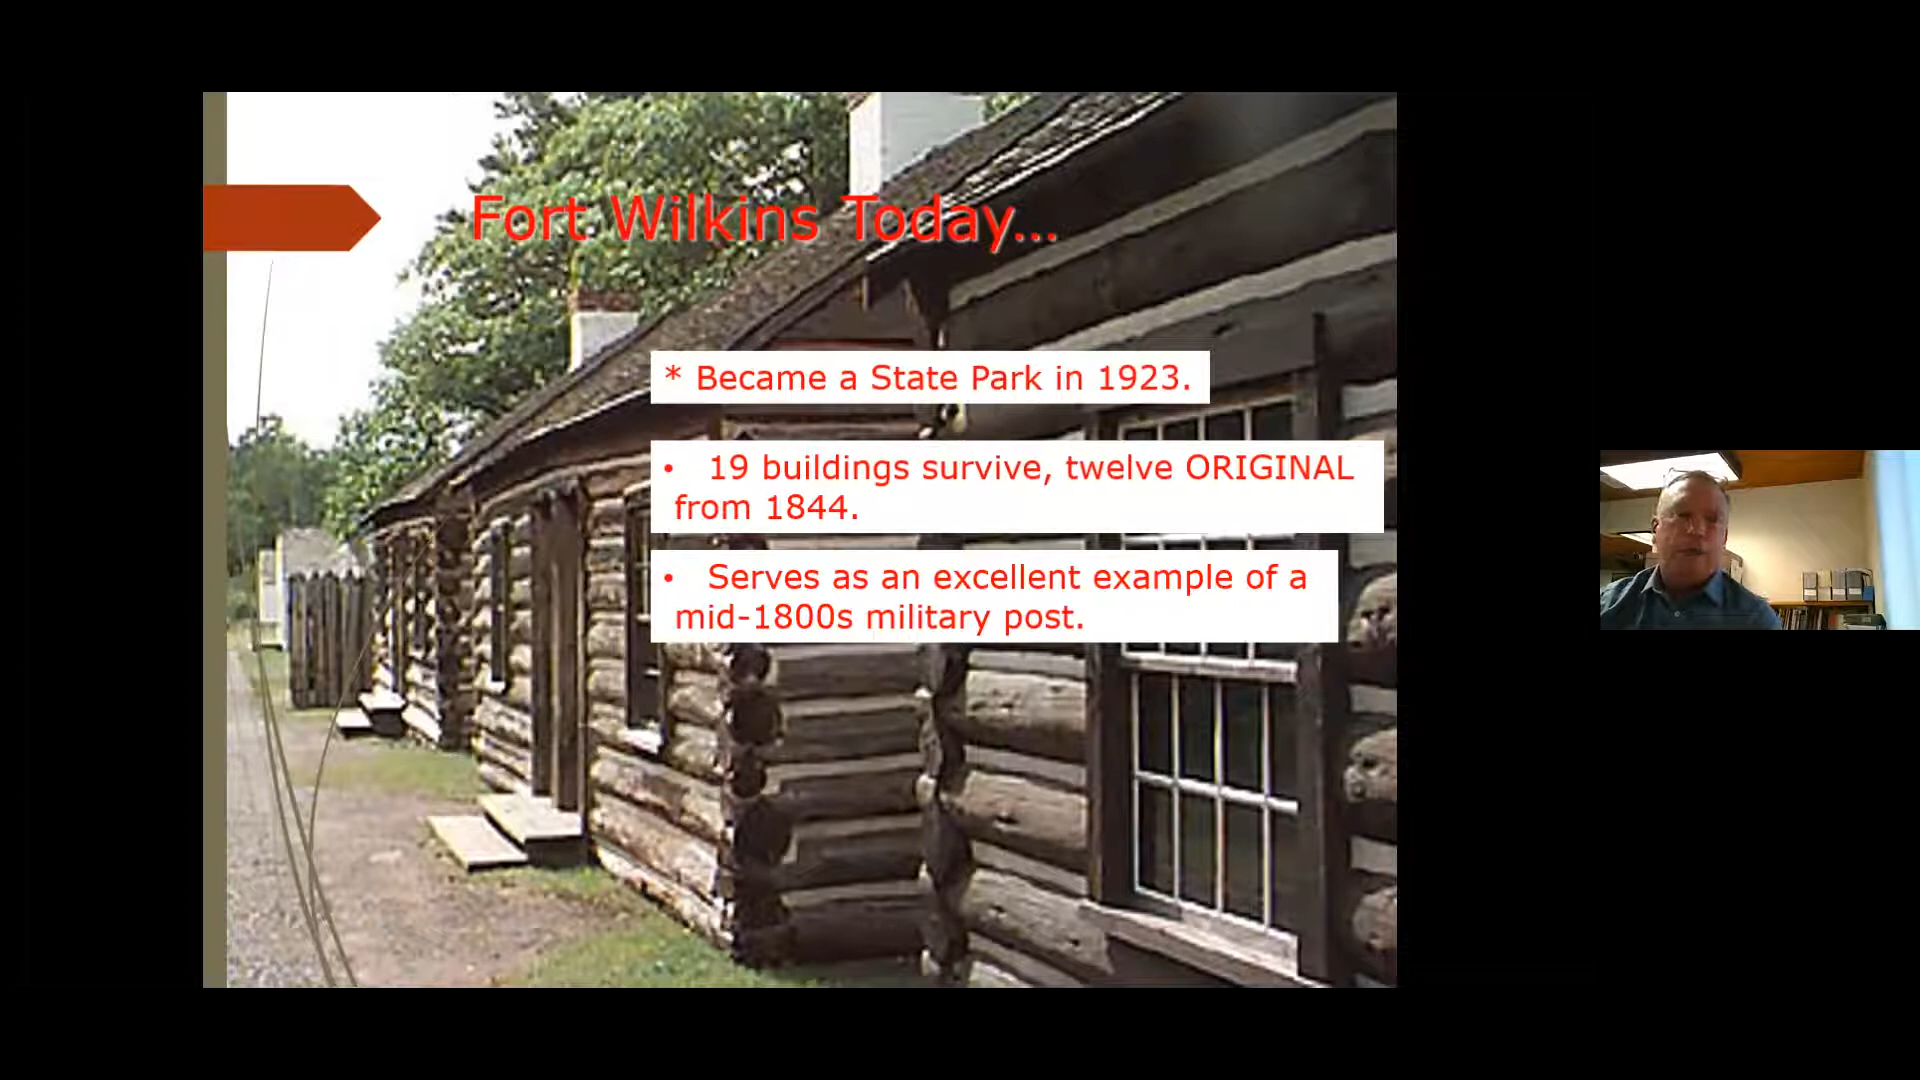 Fort Wilkins Today...
* Became a State Park in 1923.
• 19 buildings survive, twelve ORIGINAL
from 1844.
• Serves as an excellent example of a
mid-1800s military post.